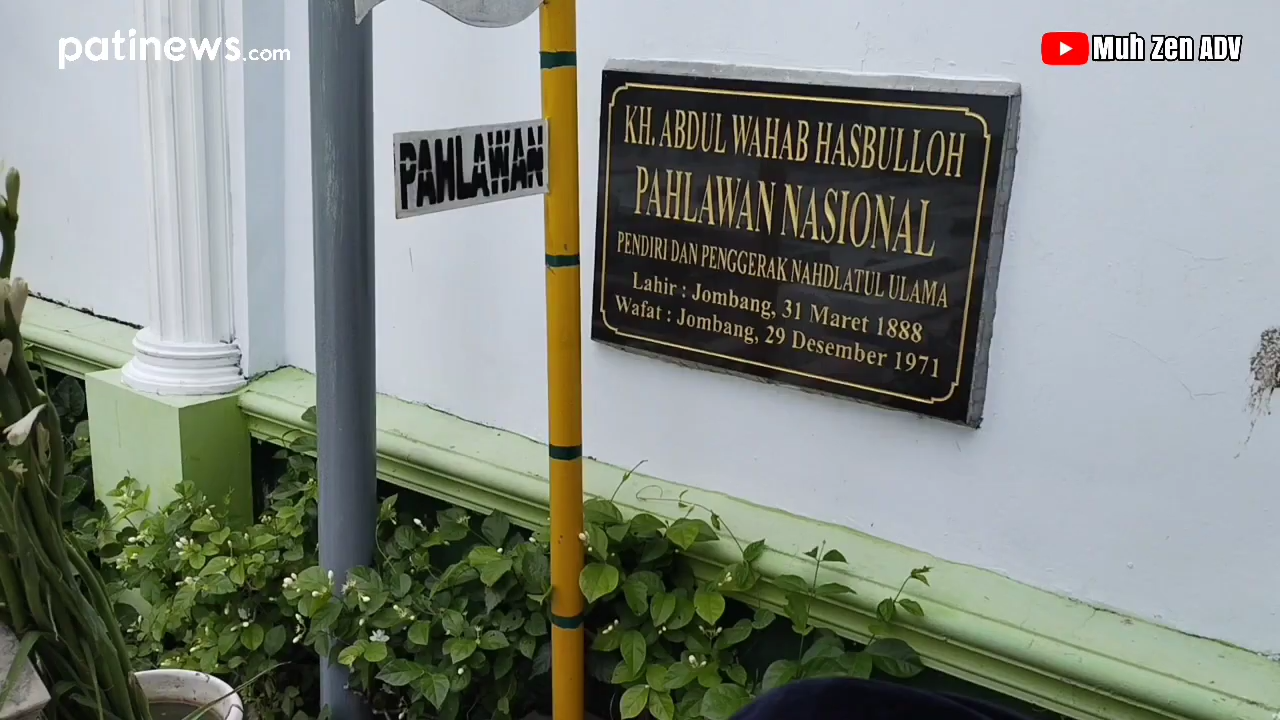 patinews.com
Muh Zen ADV
PAHLAWAN
KH. ABDUL WAHAB HASBULLOH
PAHLAWAN NASIONAL
PENDIRI DAN PENGGERAK NAHDLATUL ULAMA
Lahir : Jombang, 31 Maret 1888
Wafat : Jombang, 29 Desember 1971